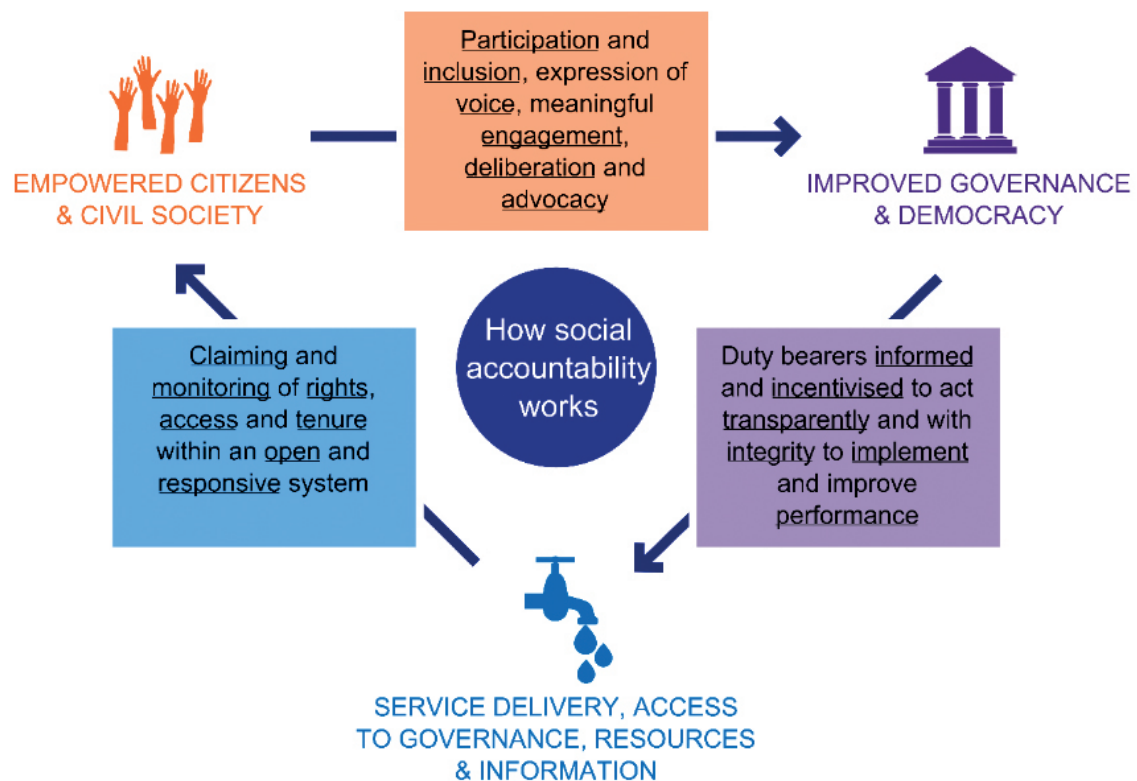 Participation and
inclusion, expression of
voice, meaningful
engagement,
deliberation and
advocacy
EMPOWERED CITIZENS
& CIVIL SOCIETY
IMPROVED GOVERNANCE
& DEMOCRACY
How social
accountability
works
Claiming and
monitoring of rights,
access and tenure
within an open and
responsive system
Duty bearers informed
and incentivised to act
transparently and with
integrity to implement
and improve
performance
SERVICE DELIVERY, ACCESS
TO GOVERNANCE, RESOURCES
& INFORMATION